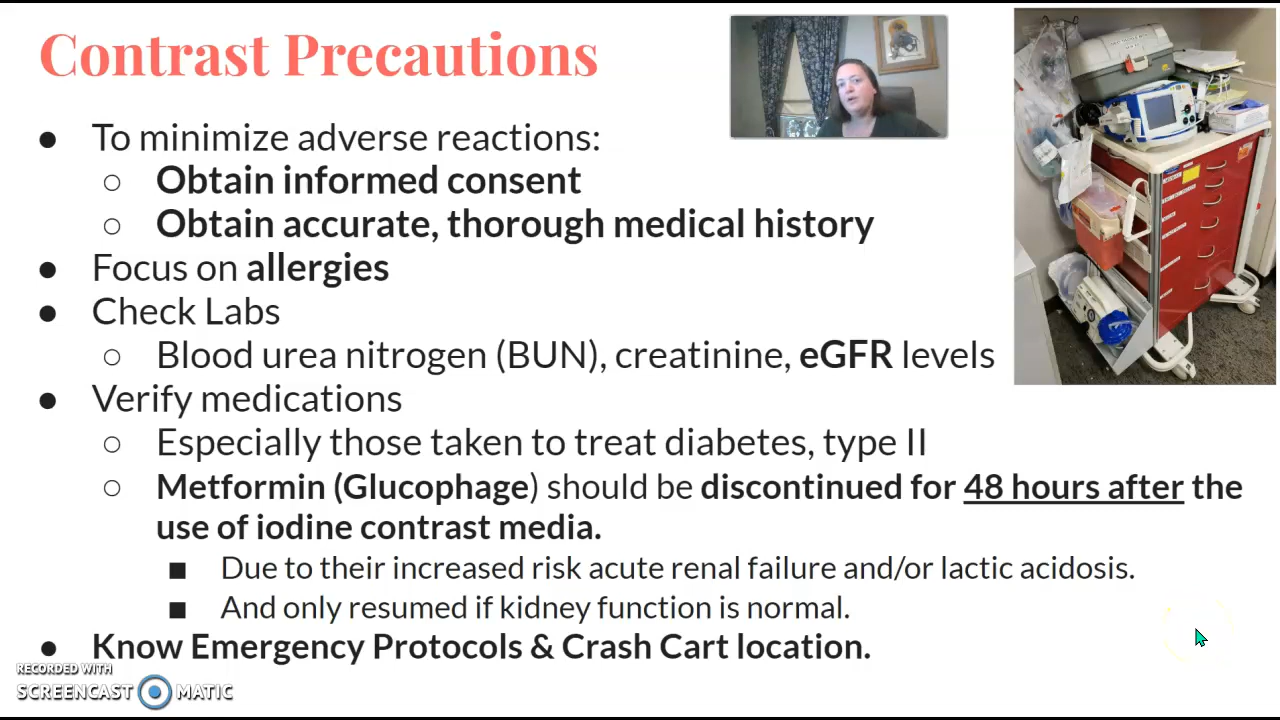 Contrast Precautions
● To minimize adverse reactions:
○ Obtain informed consent
○ Obtain accurate, thorough medical history
● Focus on allergies
● Check Labs
○ Blood urea nitrogen (BUN), creatinine, eGFR levels
● Verify medications
○ Especially those taken to treat diabetes, type II
○ Metformin (Glucophage) should be discontinued for 48 hours after the
use of iodine contrast media.
■ Due to their increased risk acute renal failure and/or lactic acidosis.
■ And only resumed if kidney function is normal.
● Know Emergency Protocols & Crash Cart location.
RECORDED WITH
SCREENCAST MATIC